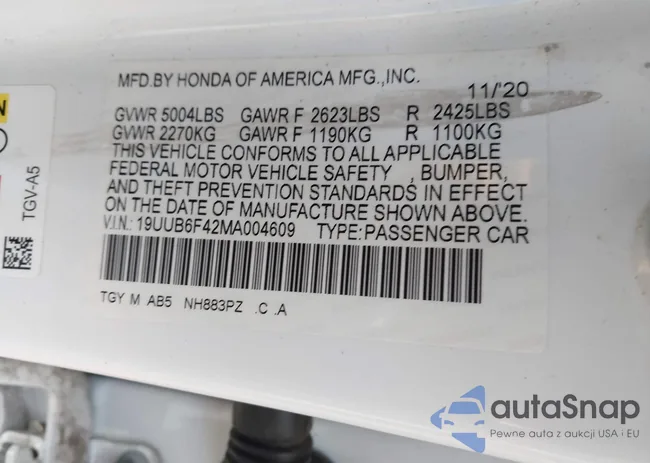 MFD.BY HONDA OF AMERICA MFG.,INC.
11/'20
GVWR 5004LBS GAWR F 2623LBS R 2425LBS
GVWR 2270KG GAWR F 1190KG R 1100KG
THIS VEHICLE CONFORMS TO ALL APPLICABLE
FEDERAL MOTOR VEHICLE SAFETY , BUMPER,
AND THEFT PREVENTION STANDARDS IN EFFECT
ON THE DATE OF MANUFACTURE SHOWN ABOVE.
V.I.N.: 19UUB6F42MA004609 TYPE:PASSENGER CAR
TGY M AB5 NH883PZ .C .A
TGV-A5
autaSnap
Pewne auta z aukcji USA i EU